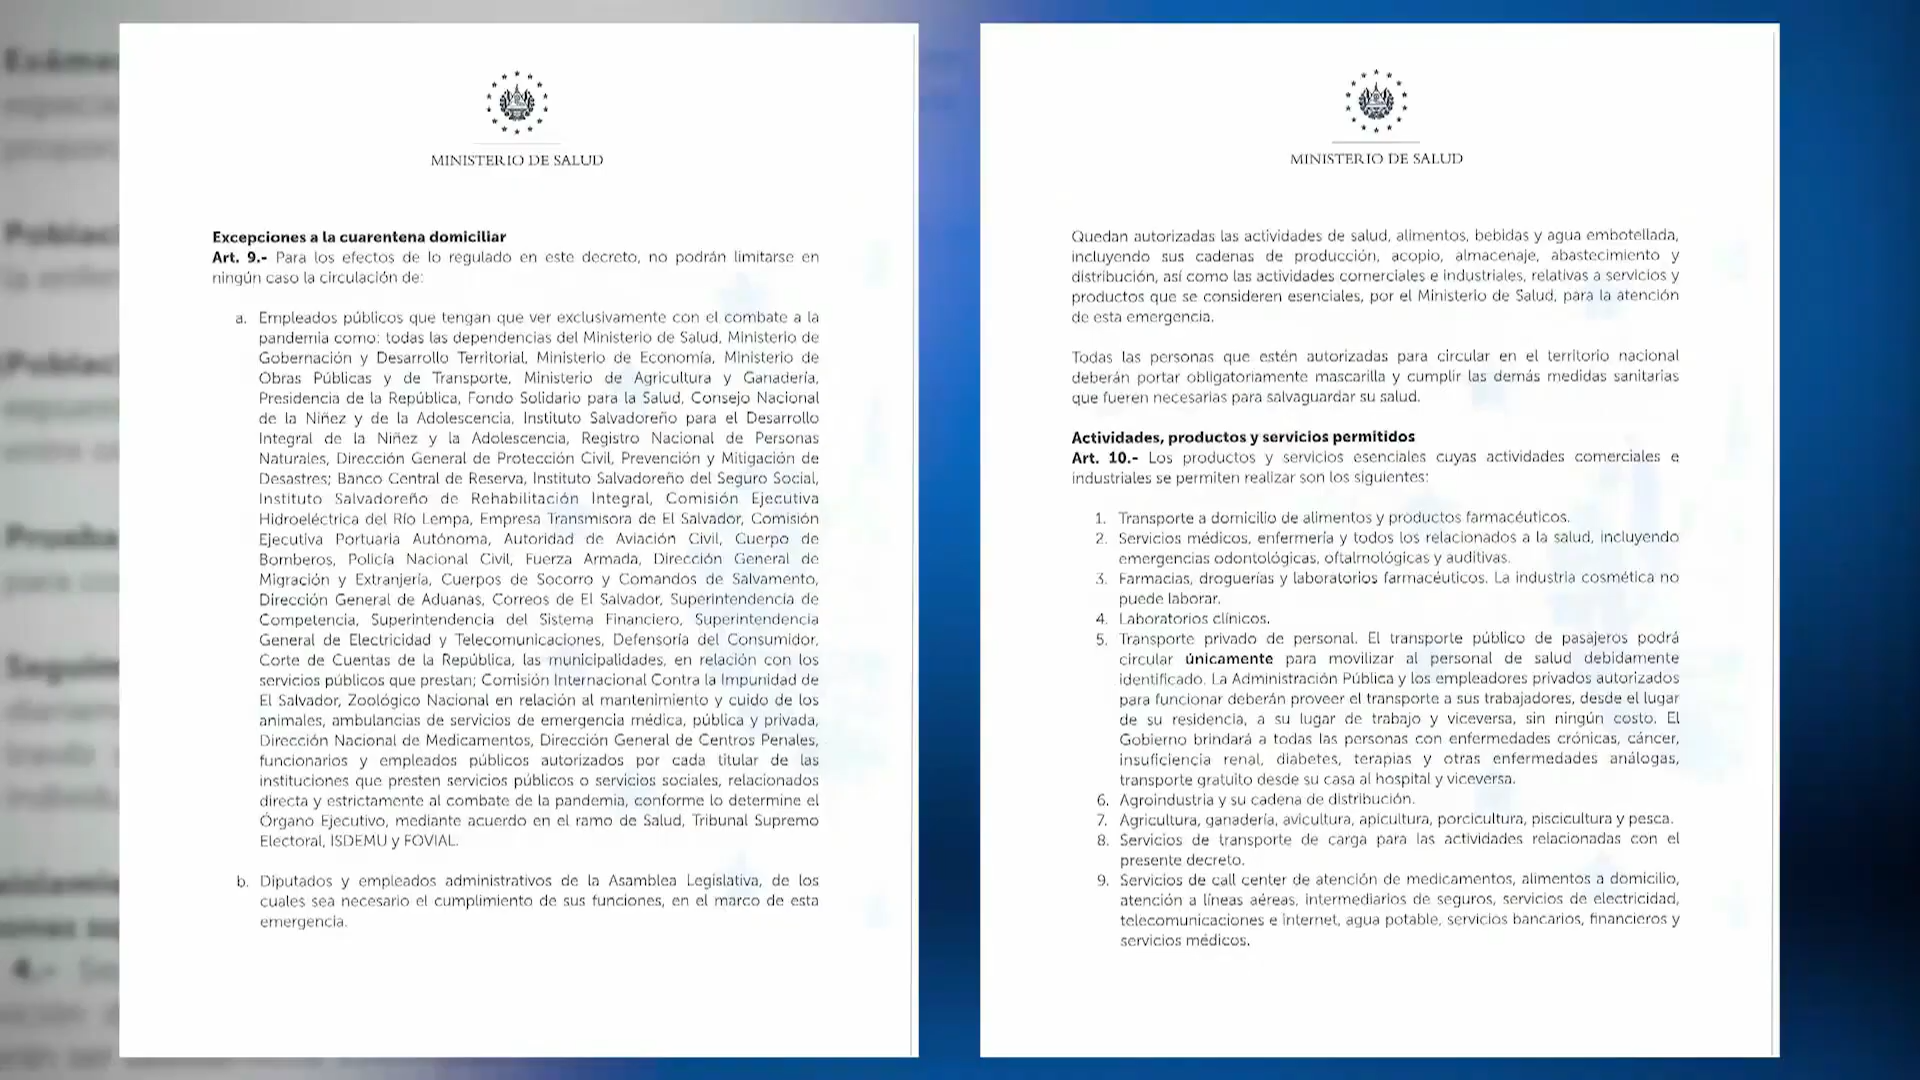 MINISTERIO DE SALUD
Excepciones a la cuarentena domiciliar
Art. 9.- Para los efectos de lo regulado en este decreto, no podrán limitarse en
ningún caso la circulación de:
a. Empleados públicos que tengan que ver exclusivamente con el combate a la
pandemia como: todas las dependencias del Ministerio de Salud, Ministerio de
Gobernación y Desarrollo Territorial, Ministerio de Economía, Ministerio de
Obras Públicas y de Transporte, Ministerio de Agricultura y Ganadería,
Presidencia de la República, Fondo Solidario para la Salud, Consejo Nacional
de la Niñez y de la Adolescencia, Instituto Salvadoreño para el Desarrollo
Integral de la Niñez y la Adolescencia, Registro Nacional de Personas
Naturales, Dirección General de Protección Civil, Prevención y Mitigación de
Desastres; Banco Central de Reserva, Instituto Salvadoreño del Seguro Social,
Instituto Salvadoreño de Rehabilitación Integral, Comisión Ejecutiva
Hidroeléctrica del Río Lempa, Empresa Transmisora de El Salvador, Comisión
Ejecutiva Portuaria Autónoma, Autoridad de Aviación Civil, Cuerpo de
Bomberos, Policía Nacional Civil, Fuerza Armada, Dirección General de
Migración y Extranjería, Cuerpos de Socorro y Comandos de Salvamento,
Dirección General de Aduanas, Correos de El Salvador, Superintendencia de
Competencia, Superintendencia del Sistema Financiero, Superintendencia
General de Electricidad y Telecomunicaciones, Defensoría del Consumidor,
Corte de Cuentas de la República, las municipalidades, en relación con los
servicios públicos que prestan; Comisión Internacional Contra la Impunidad de
El Salvador, Zoológico Nacional en relación al mantenimiento y cuido de los
animales, ambulancias de servicios de emergencia médica, pública y privada,
Dirección Nacional de Medicamentos, Dirección General de Centros Penales,
funcionarios y empleados públicos autorizados por cada titular de las
instituciones que presten servicios públicos o servicios sociales, relacionados
directa y estrictamente al combate de la pandemia, conforme lo determine el
Órgano Ejecutivo, mediante acuerdo en el ramo de Salud, Tribunal Supremo
Electoral, ISDEMU y FOVIAL.
b. Diputados y empleados administrativos de la Asamblea Legislativa, de los
cuales sea necesario el cumplimiento de sus funciones, en el marco de esta
emergencia.
MINISTERIO DE SALUD
Quedan autorizadas las actividades de salud, alimentos, bebidas y agua embotellada,
incluyendo sus cadenas de producción, acopio, almacenaje, abastecimiento y
distribución, así como las actividades comerciales e industriales, relativas a servicios y
productos que se consideren esenciales, por el Ministerio de Salud, para la atención
de esta emergencia.
Todas las personas que estén autorizadas para circular en el territorio nacional
deberán portar obligatoriamente mascarilla y cumplir las demás medidas sanitarias
que fueren necesarias para salvaguardar su salud.
Actividades, productos y servicios permitidos
Art. 10.- Los productos y servicios esenciales cuyas actividades comerciales e
industriales se permiten realizar son los siguientes:
1. Transporte a domicilio de alimentos y productos farmacéuticos.
2. Servicios médicos, enfermería y todos los relacionados a la salud, incluyendo
emergencias odontológicas, oftalmológicas y auditivas.
3. Farmacias, droguerías y laboratorios farmacéuticos. La industria cosmética no
puede laborar.
4. Laboratorios clínicos.
5. Transporte privado de personal. El transporte público de pasajeros podrá
circular únicamente para movilizar al personal de salud debidamente
identificado. La Administración Pública y los empleadores privados autorizados
para funcionar deberán proveer el transporte a sus trabajadores, desde el lugar
de su residencia, a su lugar de trabajo y viceversa, sin ningún costo. El
Gobierno brindará a todas las personas con enfermedades crónicas, cáncer,
insuficiencia renal, diabetes, terapias y otras enfermedades análogas,
transporte gratuito desde su casa al hospital y viceversa.
6. Agroindustria y su cadena de distribución.
7. Agricultura, ganadería, avicultura, apicultura, porcicultura, piscicultura y pesca.
8. Servicios de transporte de carga para las actividades relacionadas con el
presente decreto.
9. Servicios de call center de atención de medicamentos, alimentos a domicilio,
atención a líneas aéreas, intermediarios de seguros, servicios de electricidad,
telecomunicaciones e internet, agua potable, servicios bancarios, financieros y
servicios médicos.